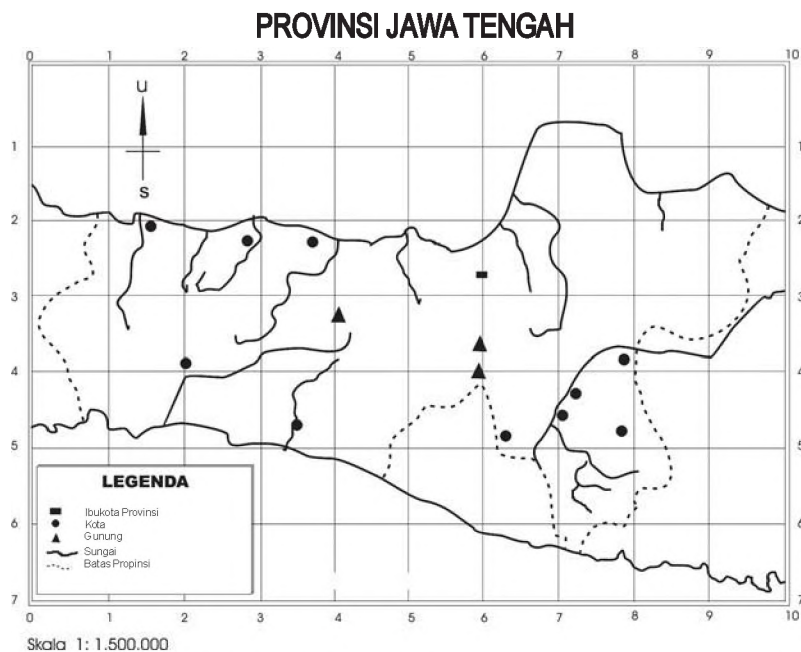 PROVINSI JAWA TENGAH
0 1 2 3 4 5 6 7 8 9 10
U
S
1 1
2 2
3 3
4 4
5 5
6 6
7 7
LEGENDA
Ibukota Provinsi
Kota
Gunung
Sungai
Batas Propinsi
0 1 2 3 4 5 6 7 8 9 10
Skala 1: 1.500.000